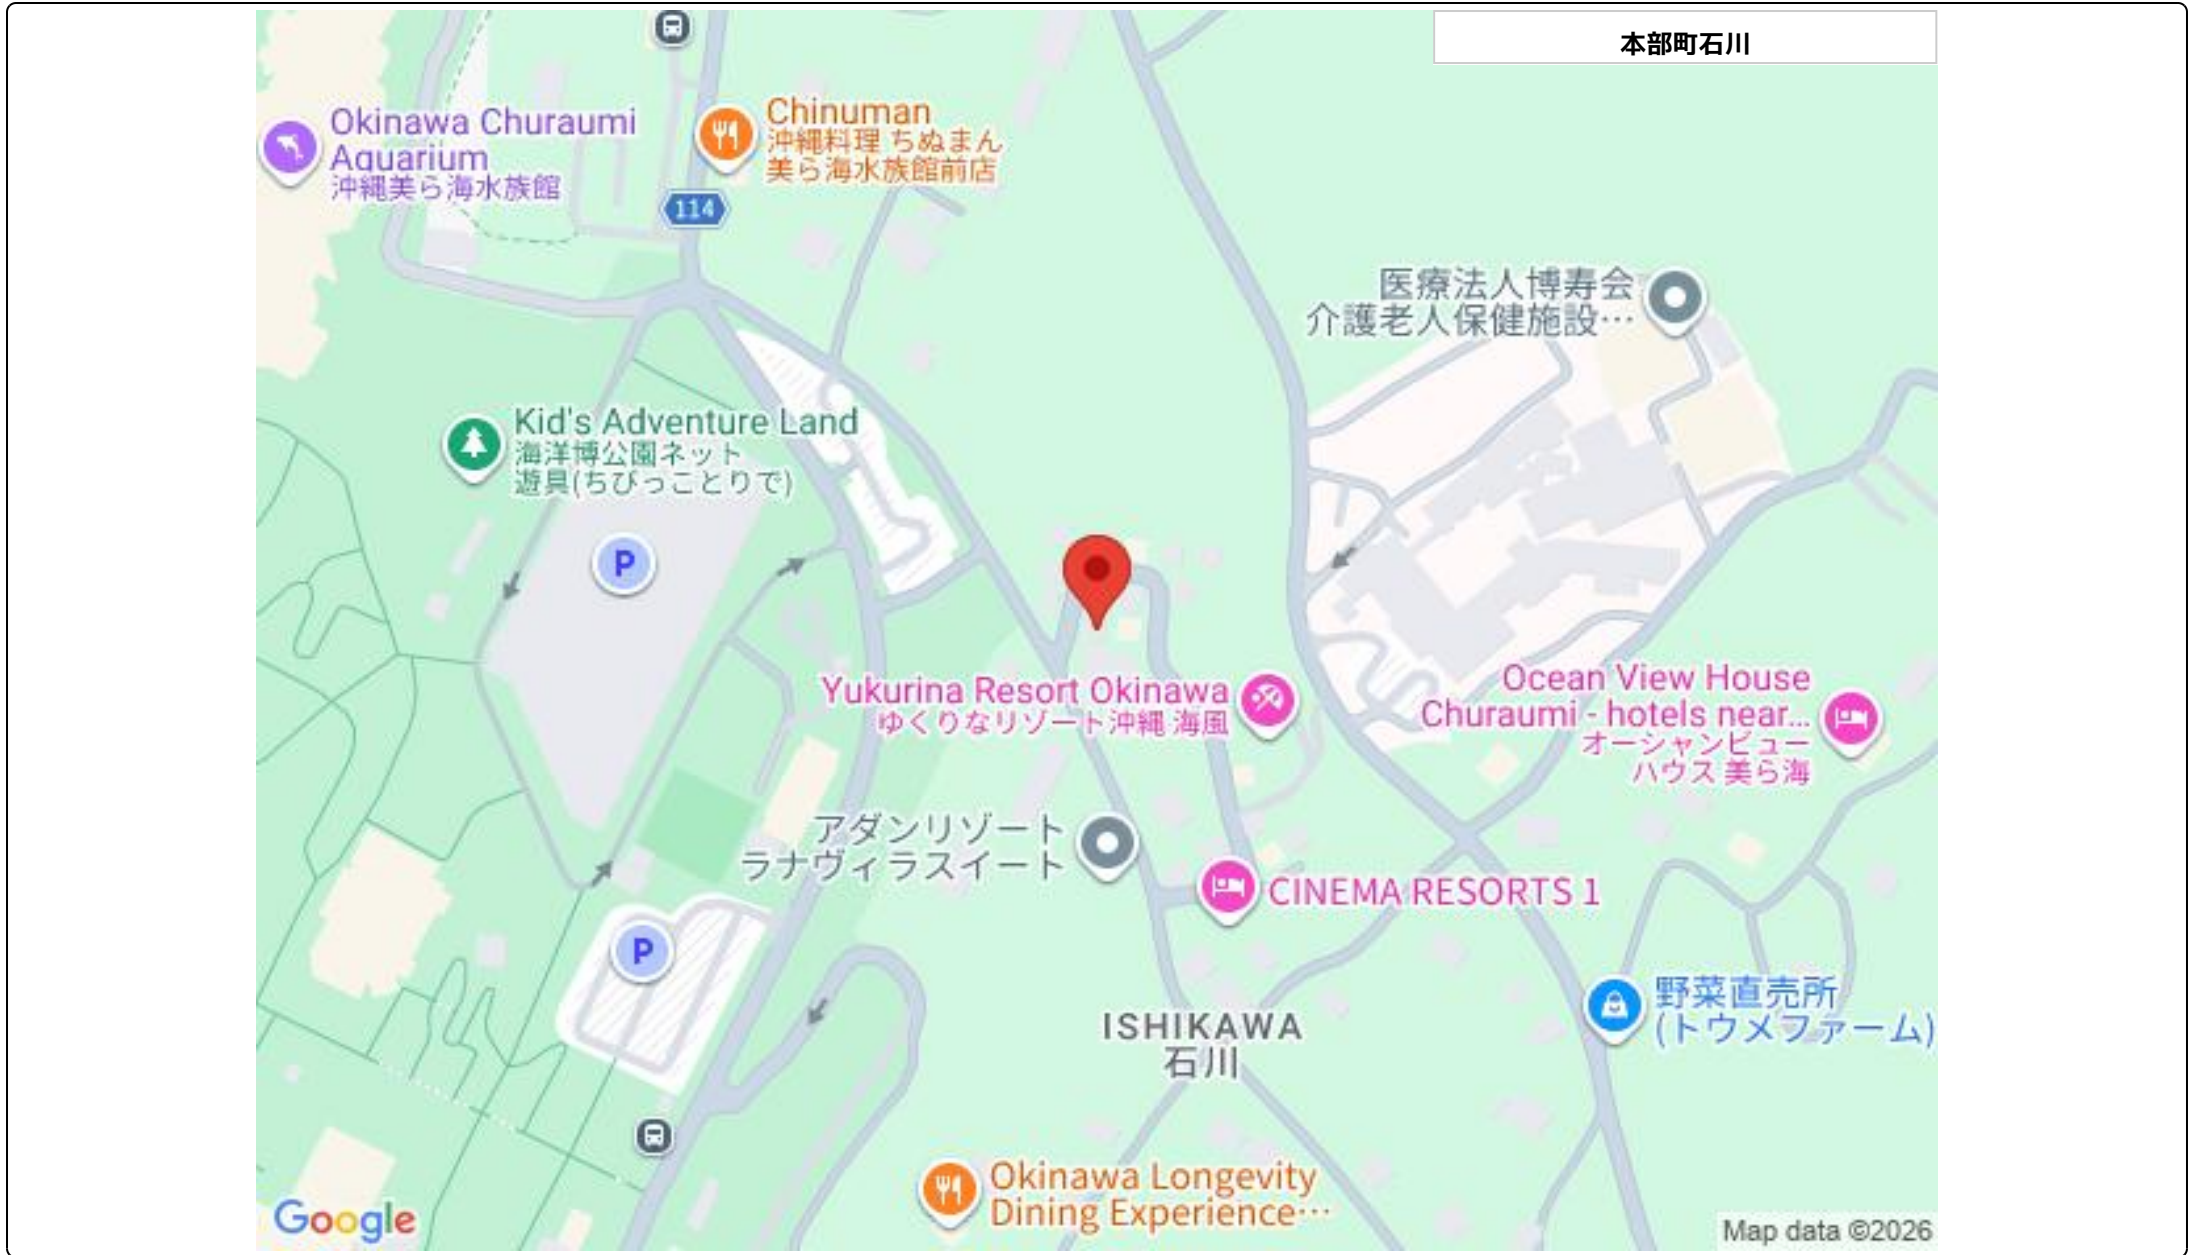 本部町石川
Okinawa Churaumi
Aquarium
沖縄美ら海水族館
Chinuman
沖縄料理 ちぬまん
美ら海水族館前店
114
医療法人博寿会
介護老人保健施設…
Kid's Adventure Land
海洋博公園ネット
遊具(ちびっことりで)
P
Yukurina Resort Okinawa
ゆくりなリゾート沖縄 海風
Ocean View House
Churaumi - hotels near...
オーシャンビュー
ハウス 美ら海
アダンリゾート
ラナヴィラスイート
CINEMA RESORTS 1
P
野菜直売所
(トウメファーム)
ISHIKAWA
石川
Okinawa Longevity
Dining Experience…
Google
Map data ©2026